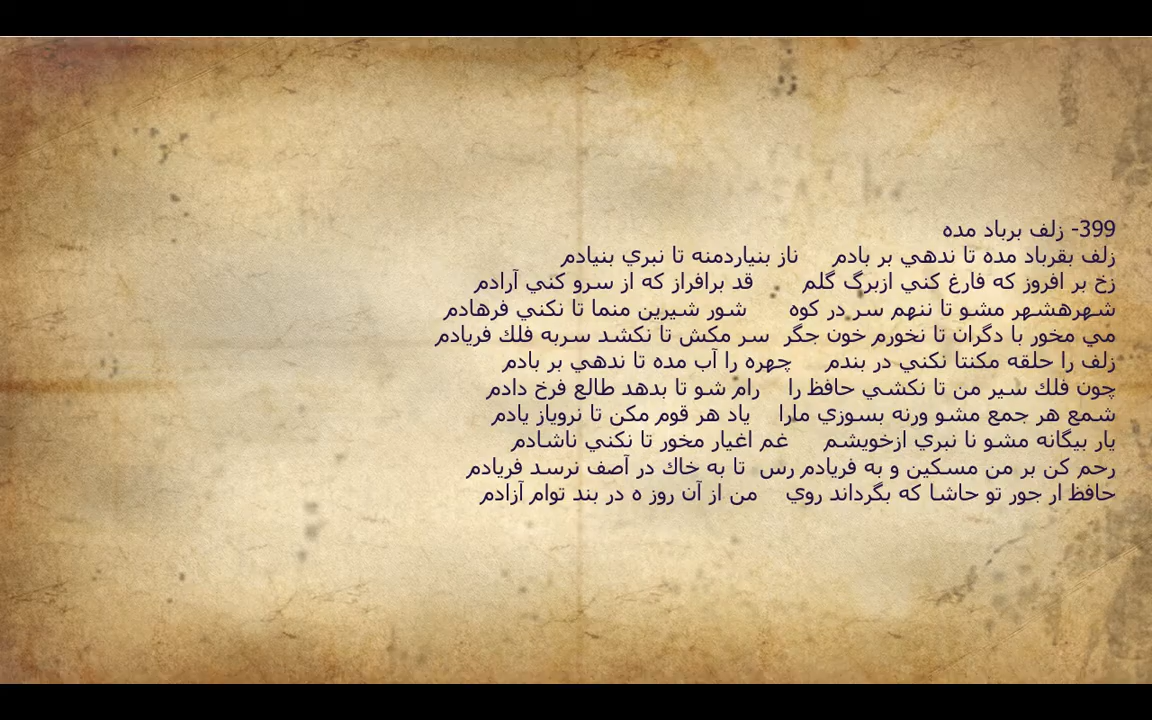 399- زلف برباد مده
زلف بقرباد مده تا ندهي بر بادم ناز بنياردمنه تا نبري بنيادم
زخ بر افروز كه فارغ كني ازبرگ گلم قد برافراز كه از سرو كني آرادم
شهرهشهر مشو تا ننهم سر در كوه شور شيرين منما تا نكني فرهادم
مي مخور با دگران تا نخورم خون جگر سر مكش تا نكشد سربه فلك فريادم
زلف را حلقه مكنتا نكني در بندم چهره را آب مده تا ندهي بر بادم
چون فلك سير من تا نكشي حافظ را رام شو تا بدهد طالع فرخ دادم
شمع هر جمع مشو ورنه بسوزي مارا ياد هر قوم مكن تا نروياز يادم
يار بيگانه مشو نا نبري ازخويشم غم اغيار مخور تا نكني ناشادم
رحم كن بر من مسكين و به فريادم رس تا به خاك در آصف نرسد فريادم
حافظ ار جور تو حاشا كه بگرداند روي من از آن روز ه در بند توام آزادم